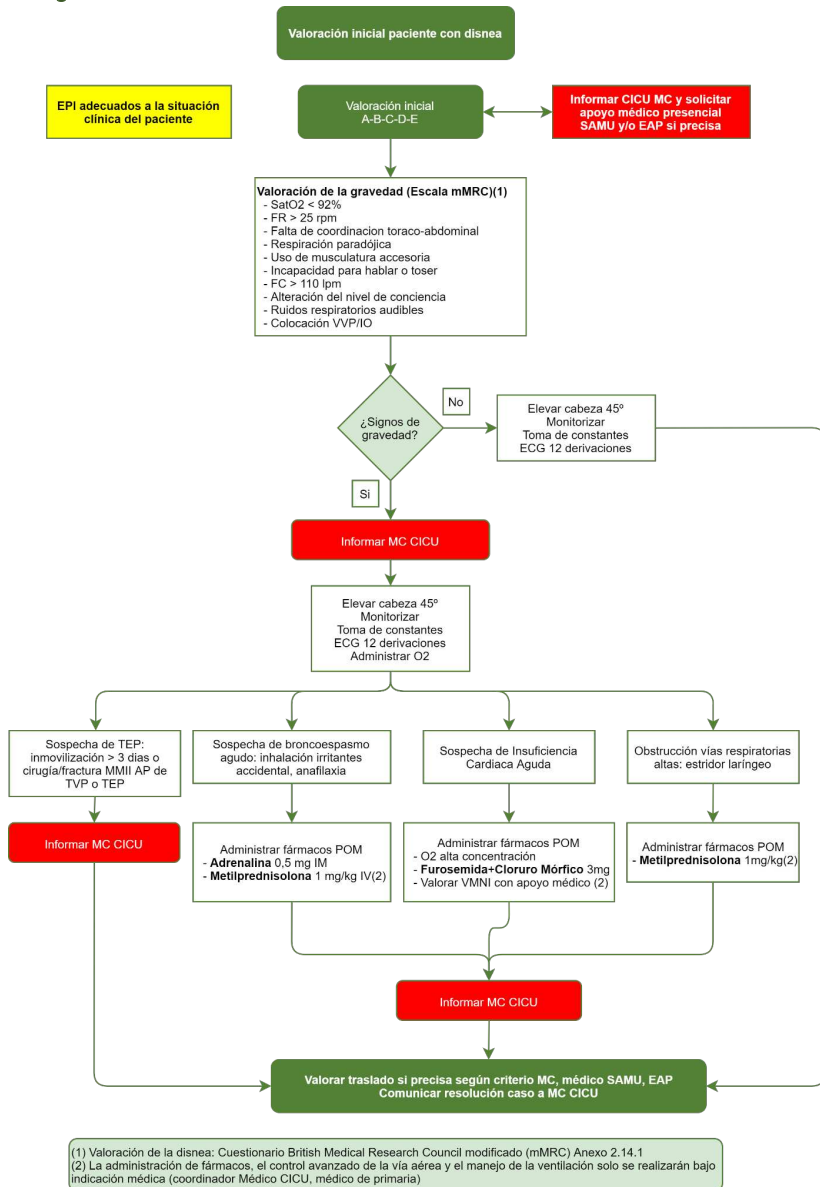 Valoración inicial paciente con disnea
EPI adecuados a la situación
clínica del paciente
Valoración inicial
A-B-C-D-E
Informar CICU MC y solicitar
apoyo médico presencial
SAMU y/o EAP si precisa
Valoración de la gravedad (Escala mMRC)(1)
- SatO2 < 92%
- FR > 25 rpm
- Falta de coordinacion toraco-abdominal
- Respiración paradójica
- Uso de musculatura accesoria
- Incapacidad para hablar o toser
- FC > 110 lpm
- Alteración del nivel de conciencia
- Ruidos respiratorios audibles
- Colocación VVP/IO
¿Signos de
gravedad?
No
Elevar cabeza 45º
Monitorizar
Toma de constantes
ECG 12 derivaciones
Si
Informar MC CICU
Elevar cabeza 45º
Monitorizar
Toma de constantes
ECG 12 derivaciones
Administrar O2
Sospecha de TEP:
inmovilización > 3 dias o
cirugía/fractura MMII AP de
TVP o TEP
Sospecha de broncoespasmo
agudo: inhalación irritantes
accidental, anafilaxia
Sospecha de Insuficiencia
Cardiaca Aguda
Obstrucción vías respiratorias
altas: estridor laríngeo
Informar MC CICU
Administrar fármacos POM
- Adrenalina 0,5 mg IM
- Metilprednisolona 1 mg/kg IV(2)
Administrar fármacos POM
- O2 alta concentración
- Furosemida+Cloruro Mórfico 3mg
- Valorar VMNI con apoyo médico (2)
Administrar fármacos POM
- Metilprednisolona 1mg/kg(2)
Informar MC CICU
Valorar traslado si precisa según criterio MC, médico SAMU, EAP
Comunicar resolución caso a MC CICU
(1) Valoración de la disnea: Cuestionario British Medical Research Council modificado (mMRC) Anexo 2.14.1
(2) La administración de fármacos, el control avanzado de la vía aérea y el manejo de la ventilación solo se realizarán bajo
indicación médica (coordinador Médico CICU, médico de primaria)